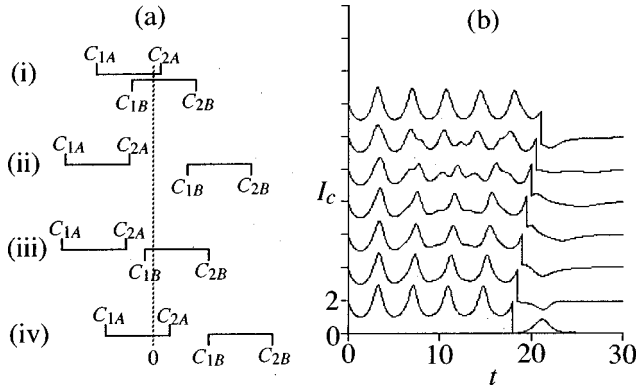 (a)
(i) C1A C2A
C1B C2B
(ii) C1A C2A
C1B C2B
(iii) C1A C2A
C1B C2B
(iv) C1A C2A
C1B C2B
0
(b)
Ic
2
0
0 10 20 30
t